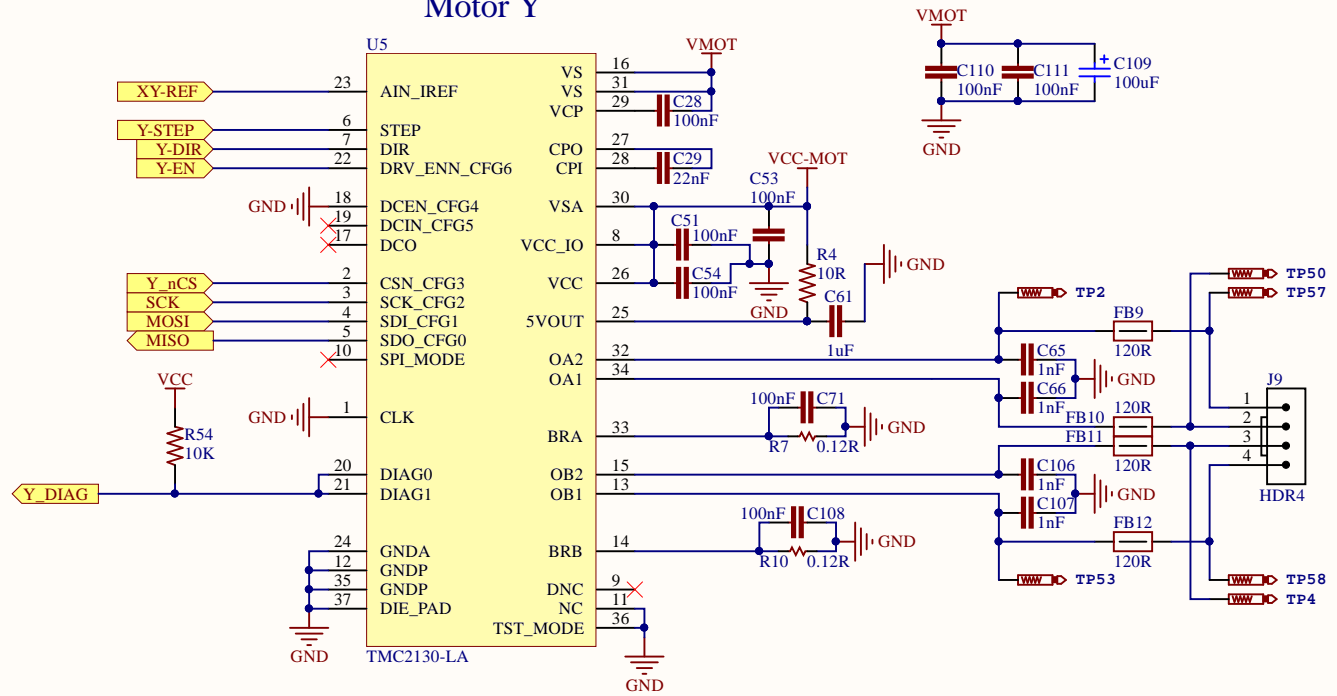 Motor Y
U5
VMOT
VMOT
C110
100nF
C111
100nF
C109
100uF
GND
XY-REF
23
AIN_IREF
VS
16
VS
31
VCP
29
C28
100nF
Y-STEP
6
STEP
Y-DIR
7
DIR
Y-EN
22
DRV_ENN_CFG6
CPO
27
CPI
28
C29
22nF
VCC-MOT
C53
100nF
GND
18
DCEN_CFG4
19
DCIN_CFG5
17
DCO
VSA
30
VCC_IO
8
VCC
26
5VOUT
25
C51
100nF
C54
100nF
GND
R4
10R
C61
1uF
GND
Y_nCS
2
CSN_CFG3
SCK
3
SCK_CFG2
MOSI
4
SDI_CFG1
MISO
5
SDO_CFG0
10
SPI_MODE
OA2
32
OA1
34
TP2
TP50
TP57
FB9
120R
C65
1nF
C66
1nF
GND
VCC
R54
10K
GND
1
CLK
BRA
33
100nF
C71
R7
0.12R
GND
FB10
120R
FB11
120R
J9
1
2
3
4
HDR4
Y_DIAG
20
DIAG0
21
DIAG1
OB2
15
OB1
13
C106
1nF
C107
1nF
GND
FB12
120R
100nF
C108
R10
0.12R
GND
BRB
14
24
GNDA
12
GNDP
35
GNDP
37
DIE_PAD
GND
DNC
9
NC
11
TST_MODE
36
GND
TP53
TP58
TP4
TMC2130-LA